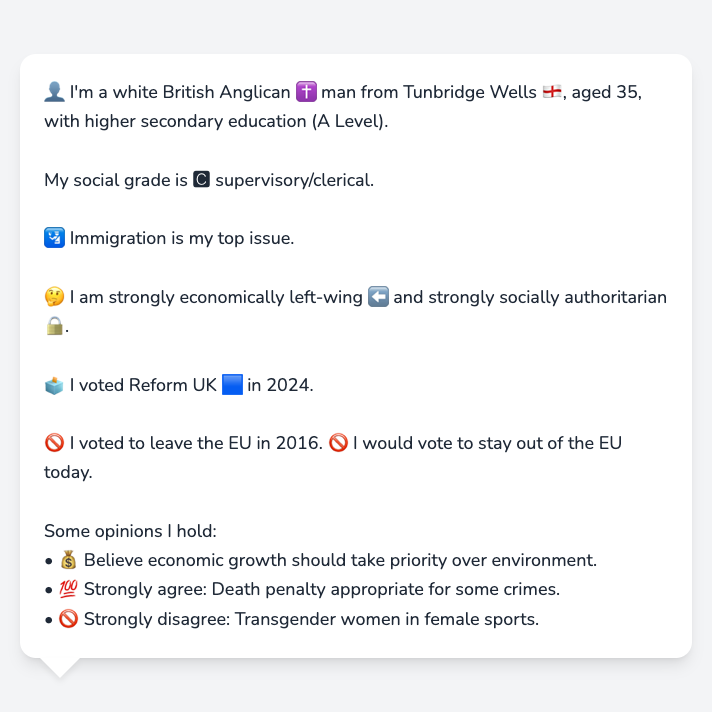 👤 I'm a white British Anglican ✝️ man from Tunbridge Wells 🏴󠁧󠁢󠁥󠁮󠁧󠁿, aged 35,
with higher secondary education (A Level).
My social grade is 🅲 supervisory/clerical.
🛂 Immigration is my top issue.
🤔 I am strongly economically left-wing ⬅️ and strongly socially authoritarian
🔒.
🗳️ I voted Reform UK 🟦 in 2024.
🚫 I voted to leave the EU in 2016. 🚫 I would vote to stay out of the EU
today.
Some opinions I hold:
• 💰 Believe economic growth should take priority over environment.
• 💯 Strongly agree: Death penalty appropriate for some crimes.
• 🚫 Strongly disagree: Transgender women in female sports.